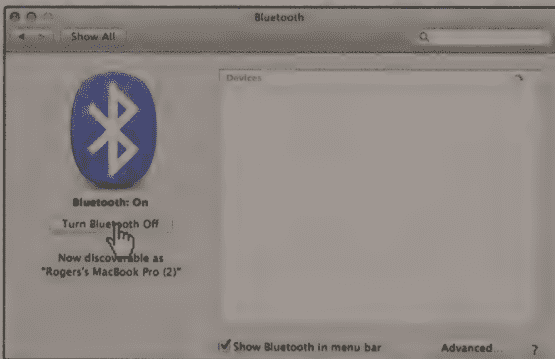 Bluetooth
Show All
Devices
Bluetooth: On
Turn Bluetooth Off
Now discoverable as
"Rogers's MacBook Pro (2)"
Show Bluetooth in menu bar
Advanced...
?